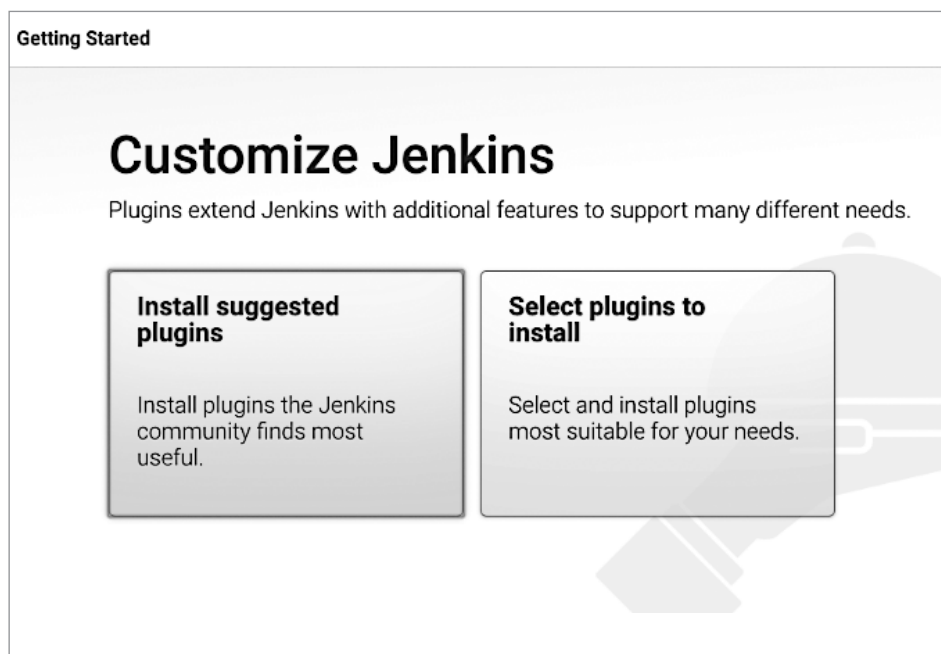 Getting Started
Customize Jenkins
Plugins extend Jenkins with additional features to support many different needs.
Install suggested
plugins
Install plugins the Jenkins
community finds most
useful.
Select plugins to
install
Select and install plugins
most suitable for your needs.